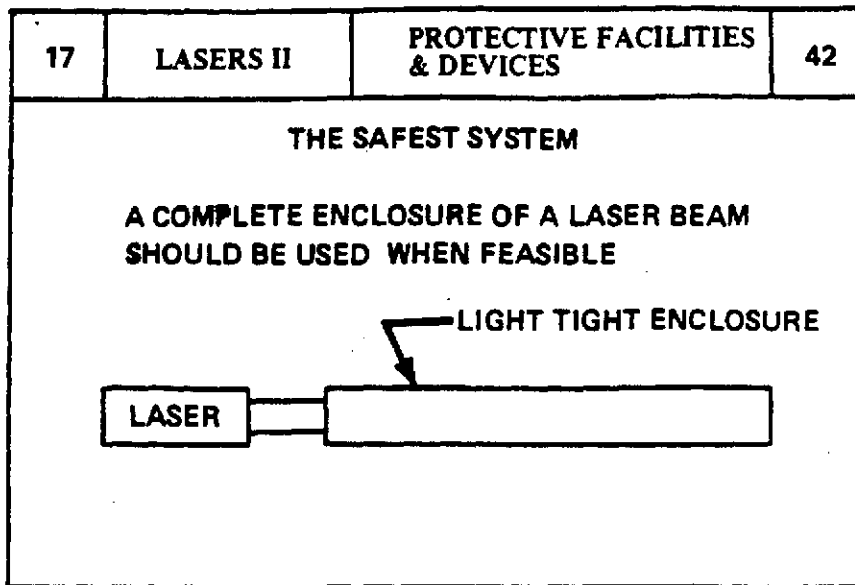 17
LASERS II
PROTECTIVE FACILITIES
& DEVICES
42
THE SAFEST SYSTEM
A COMPLETE ENCLOSURE OF A LASER BEAM
SHOULD BE USED WHEN FEASIBLE
LIGHT TIGHT ENCLOSURE
LASER